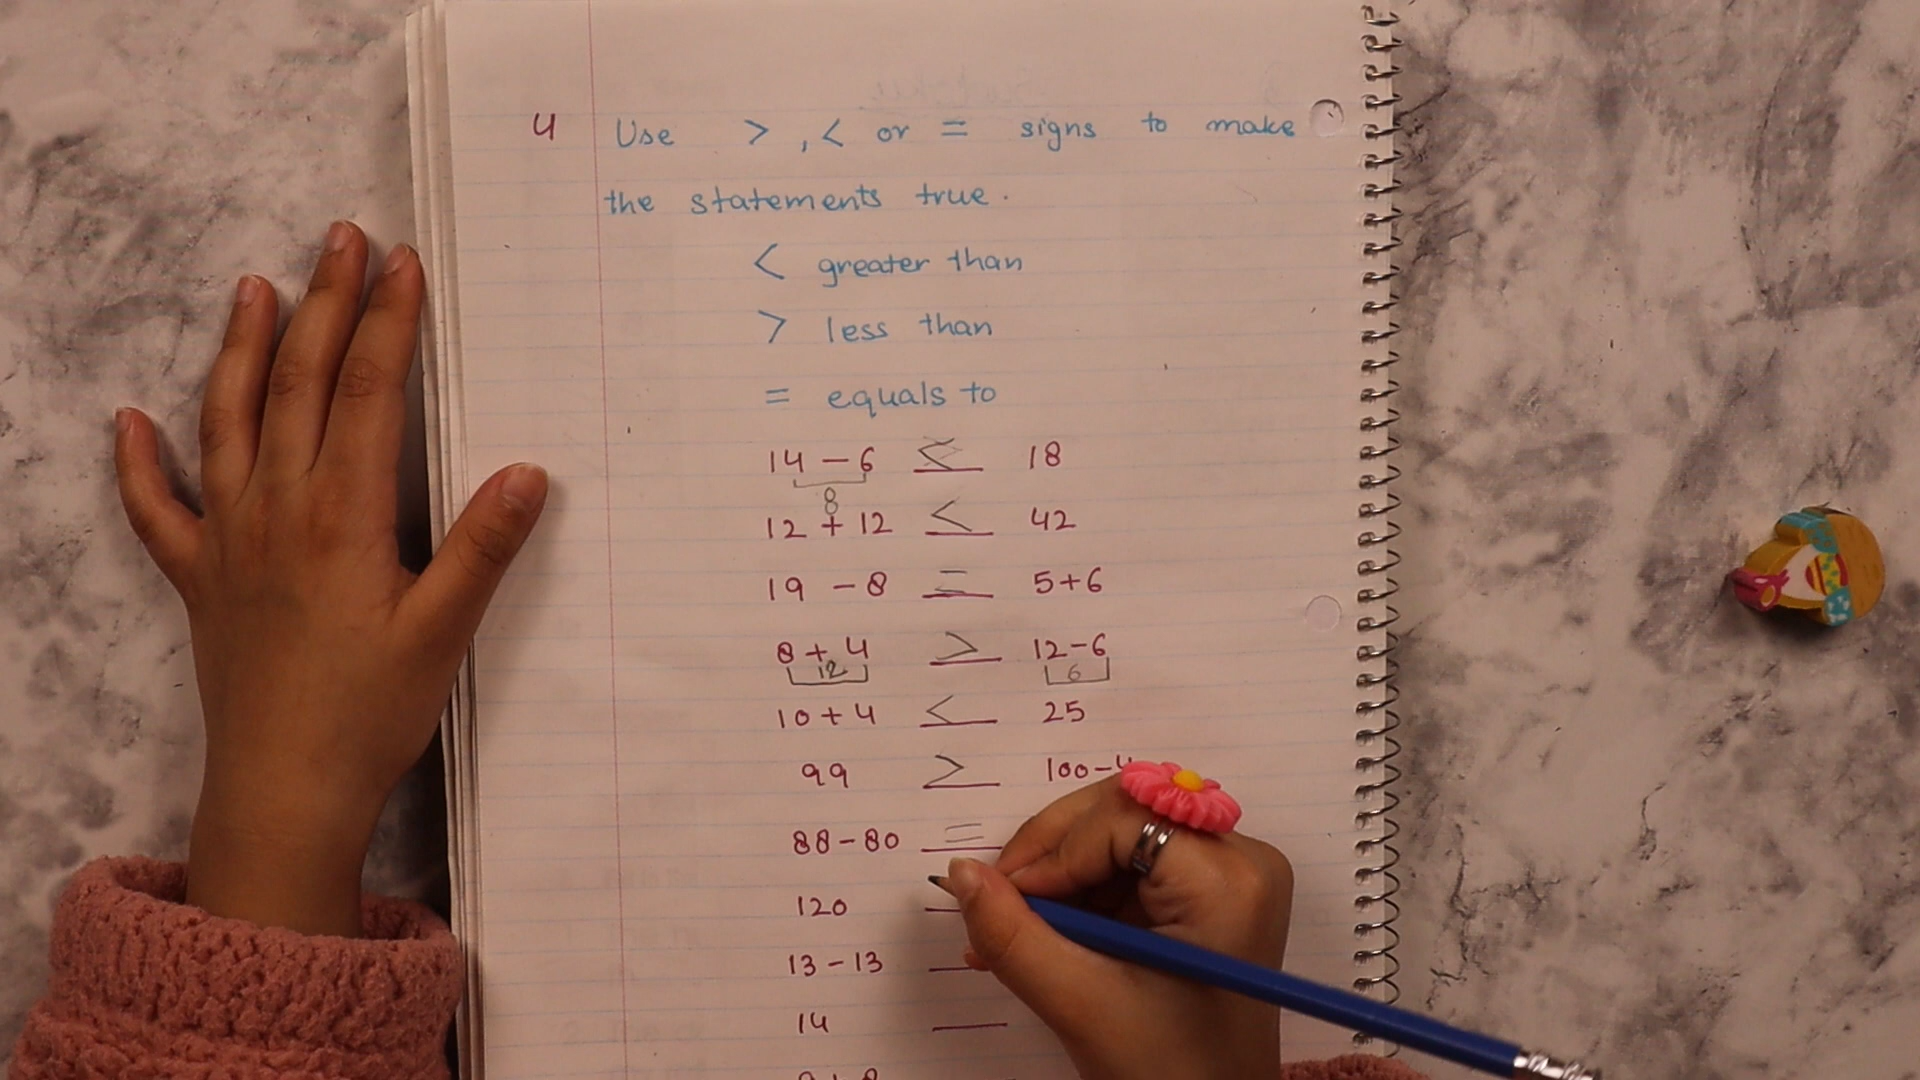 4 Use > , < or = signs to make
the statements true.
< greater than
> less than
= equals to
14 - 6 < 18
8
12 + 12 < 42
19 - 8 = 5+6
8 + 4 > 12-6
12 6
10 + 4 < 25
99 > 100-4
88-80 =
120
13-13
14